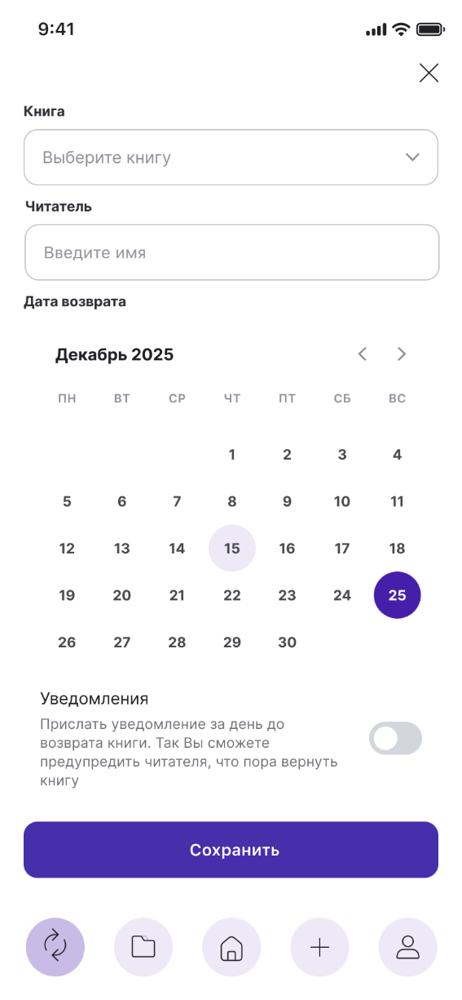 9:41
Книга
Выберите книгу
Читатель
Введите имя
Дата возврата
Декабрь 2025
ПН ВТ СР ЧТ ПТ СБ ВС
1 2 3 4
5 6 7 8 9 10 11
12 13 14 15 16 17 18
19 20 21 22 23 24 25
26 27 28 29 30
Уведомления
Прислать уведомление за день до
возврата книги. Так Вы сможете
предупредить читателя, что пора вернуть
книгу
Сохранить